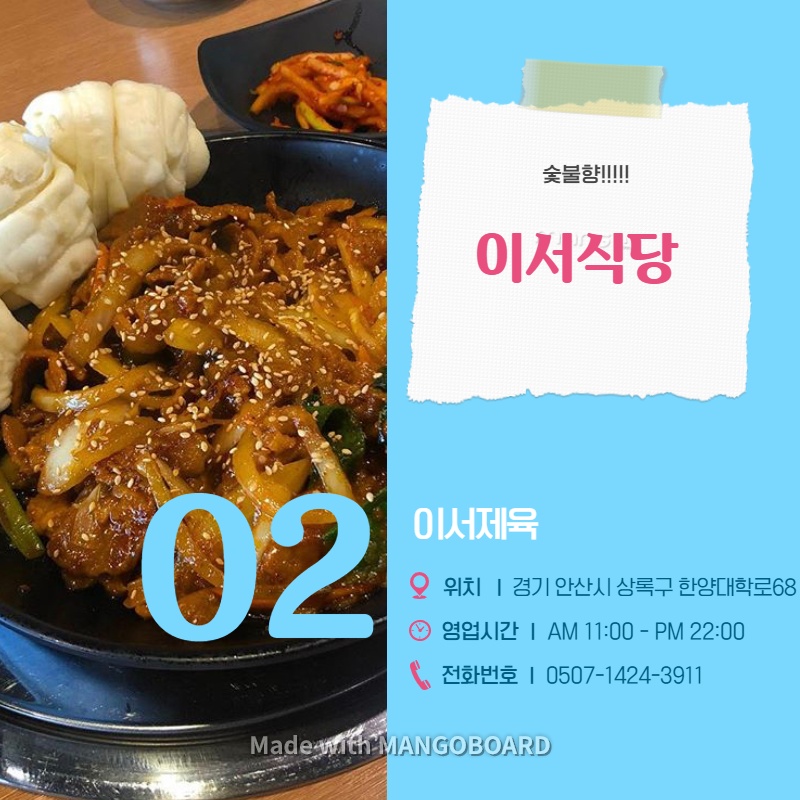 숯불향!!!!!
이서식당
02
이서제육
위치 I 경기 안산시 상록구 한양대학로68
영업시간 I AM 11:00 - PM 22:00
전화번호 I 0507-1424-3911
Made with MANGOBOARD